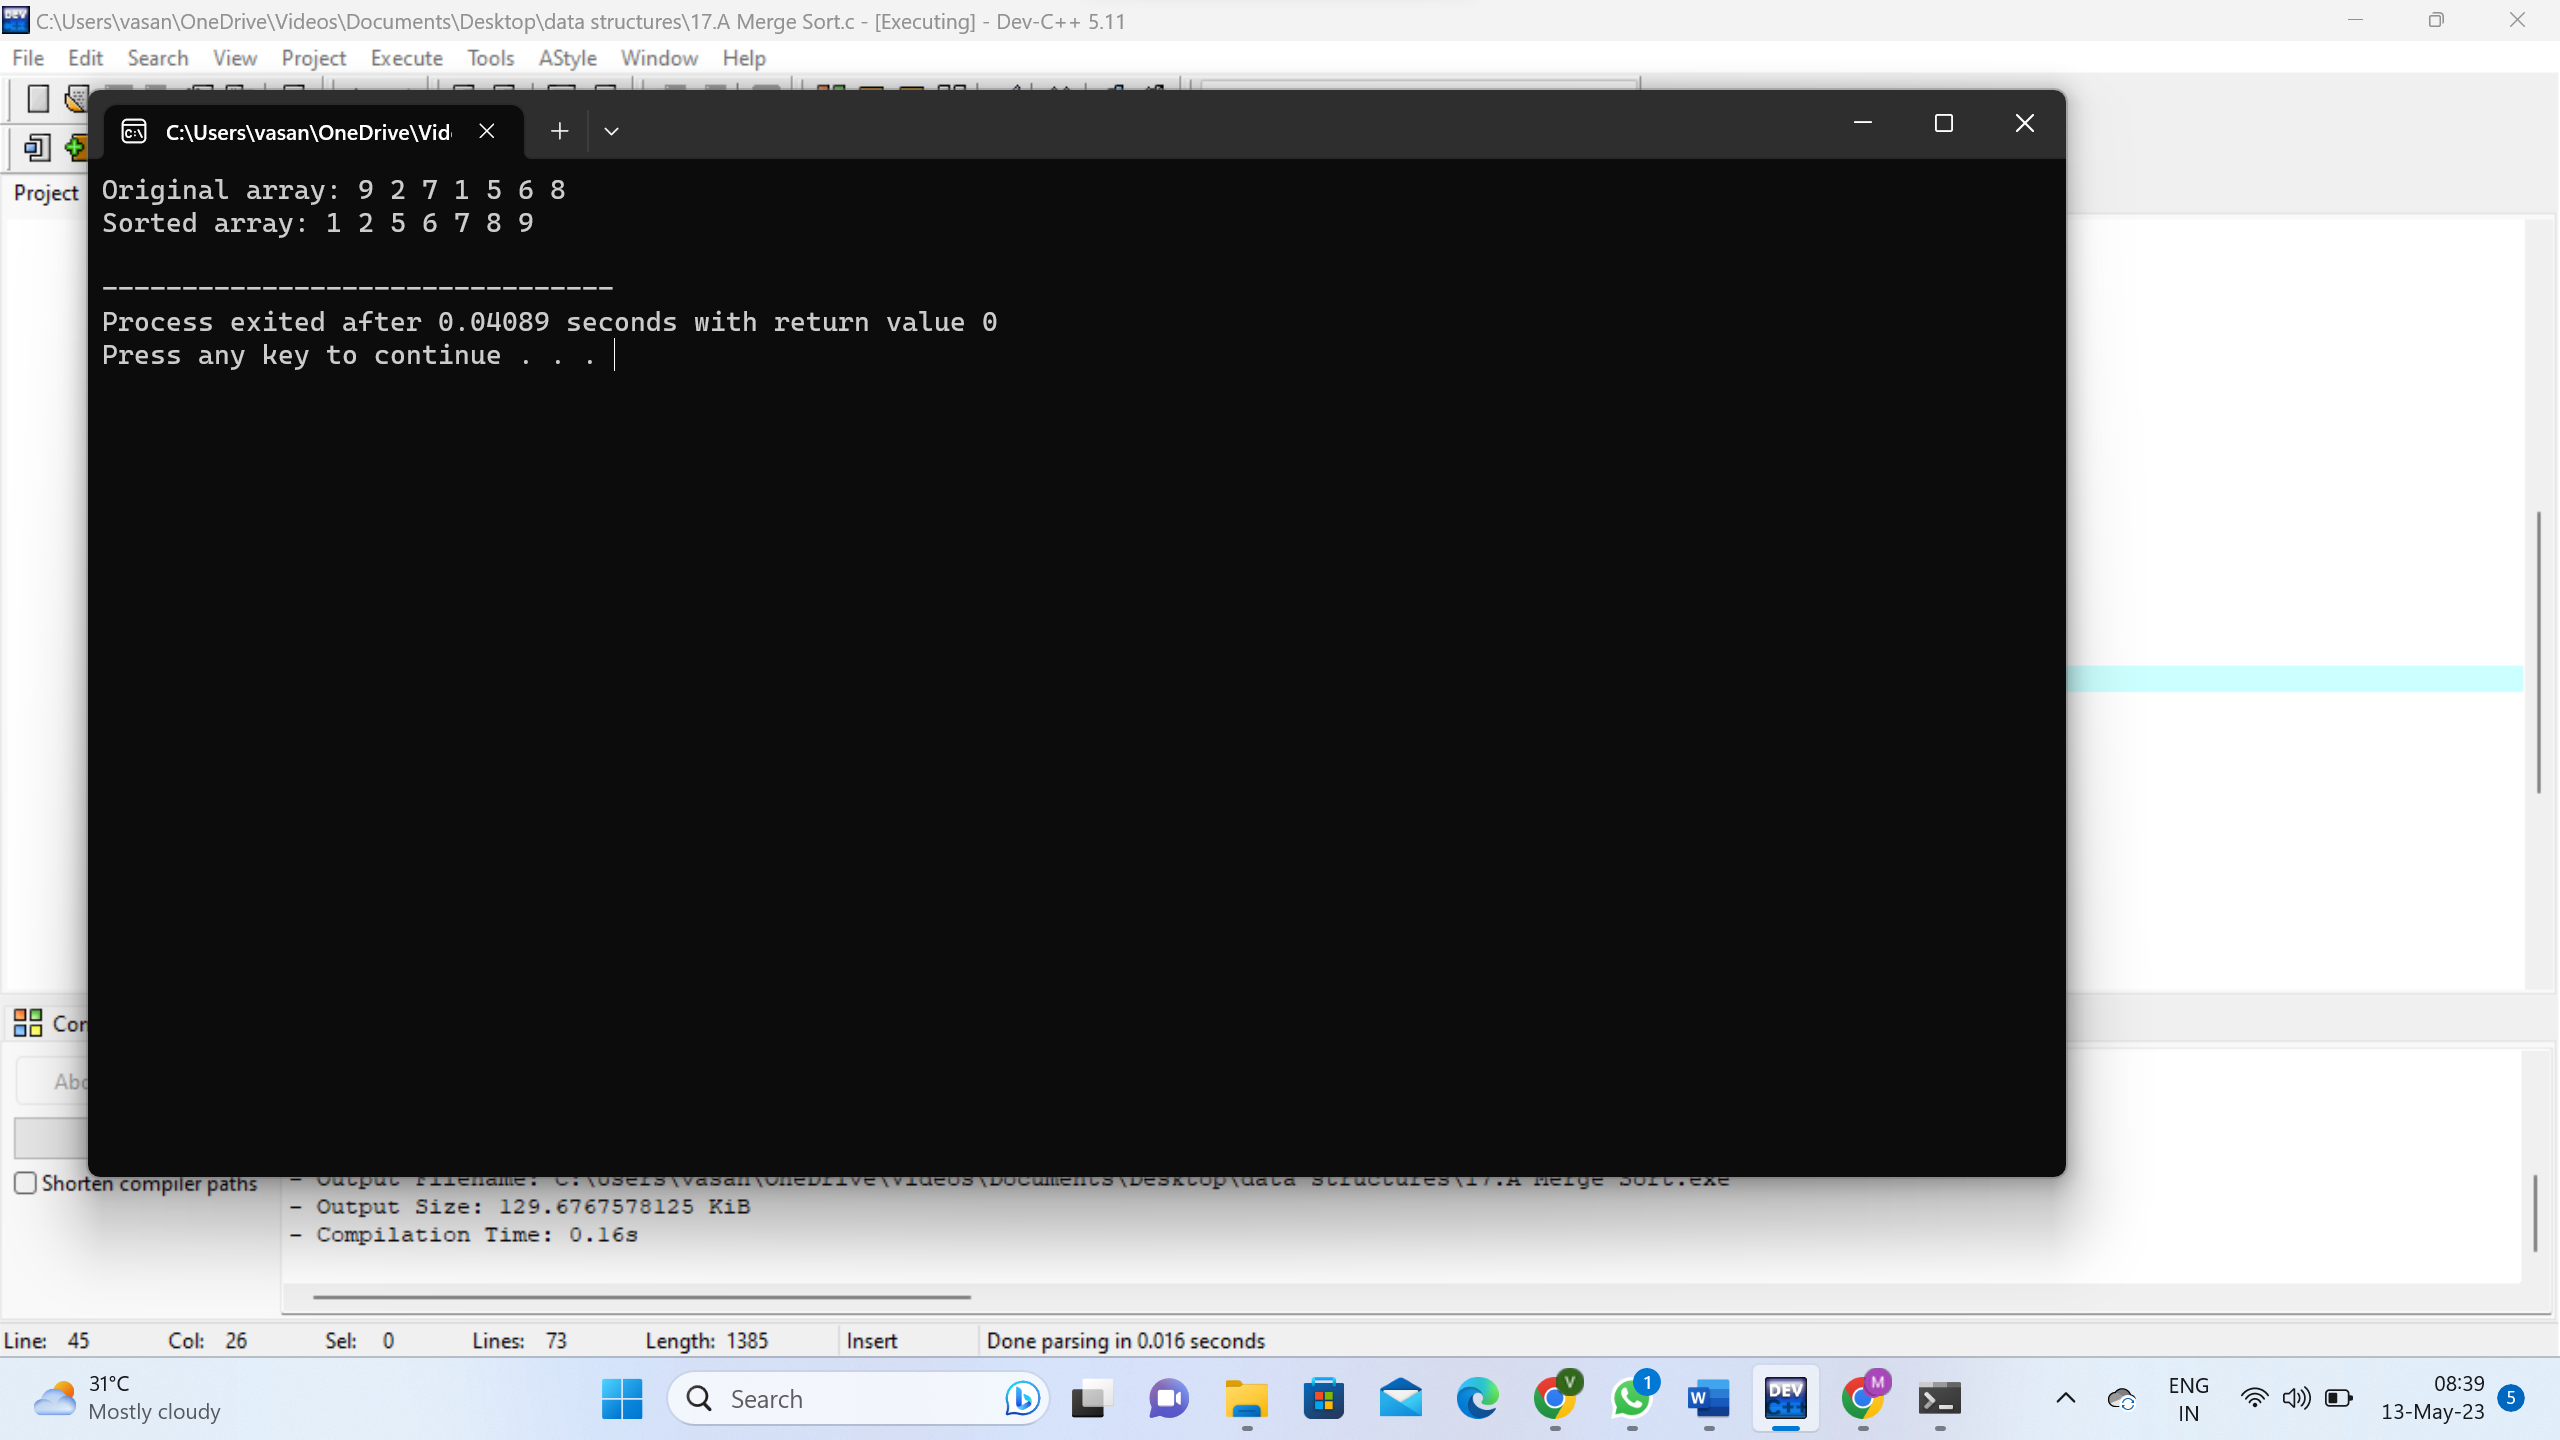 C:\Users\vasan\OneDrive\Videos\Documents\Desktop\data structures\17.A Merge Sort.c - [Executing] - Dev-C++ 5.11
File Edit Search View Project Execute Tools AStyle Window Help
C:\Users\vasan\OneDrive\Vid
Project
Original array: 9 2 7 1 5 6 8
Sorted array: 1 2 5 6 7 8 9
--------------------------------
Process exited after 0.04089 seconds with return value 0
Press any key to continue . . .
Shorten compiler paths
- Output Filename: C:\Users\vasan\OneDrive\Videos\Documents\Desktop\data structures\17.A Merge Sort.exe
- Output Size: 129.6767578125 KiB
- Compilation Time: 0.16s
Line: 45 Col: 26 Sel: 0 Lines: 73 Length: 1385 Insert Done parsing in 0.016 seconds
31°C
Mostly cloudy
Search
V
1
W
DEV
C++
M
ENG
IN
08:39
13-May-23
5